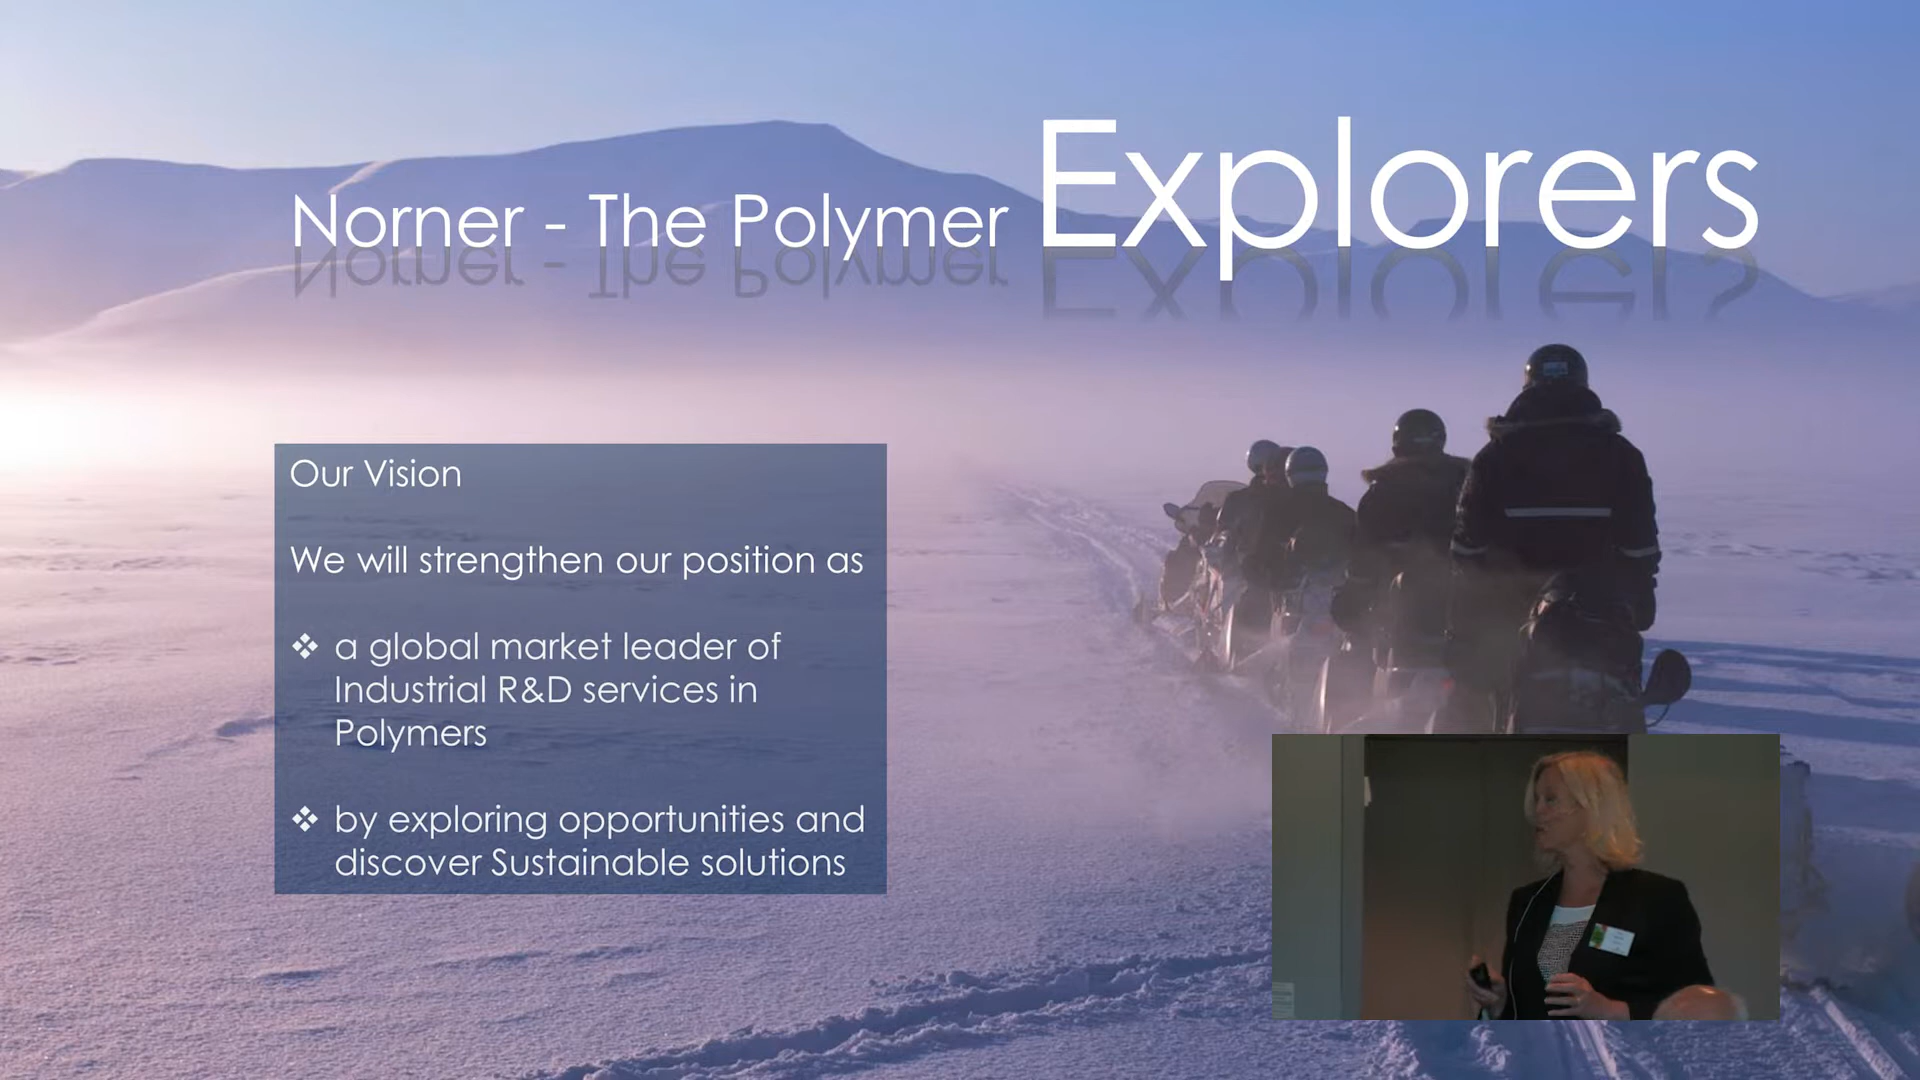 Norner - The Polymer Explorers
Our Vision
We will strengthen our position as
❖ a global market leader of
Industrial R&D services in
Polymers
❖ by exploring opportunities and
discover Sustainable solutions